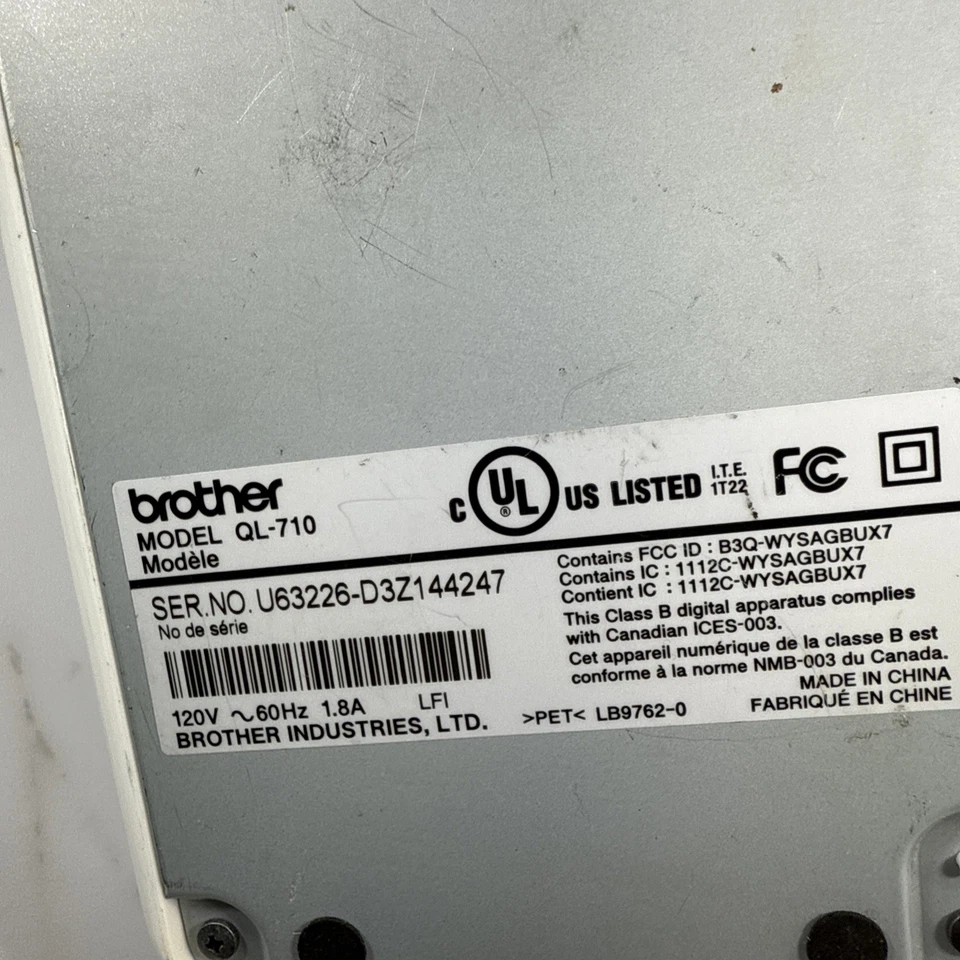 brother
MODEL QL-710
Modèle
C UL ® US LISTED I.T.E. 1T22
FC
SER.NO. U63226-D3Z144247
No de série
120V ~60Hz 1.8A LFI
BROTHER INDUSTRIES, LTD.
Contains FCC ID : B3Q-WYSAGBUX7
Contains IC : 1112C-WYSAGBUX7
Contient IC : 1112C-WYSAGBUX7
This Class B digital apparatus complies
with Canadian ICES-003.
Cet appareil numérique de la classe B est
conforme à la norme NMB-003 du Canada.
MADE IN CHINA
>PET< LB9762-0 FABRIQUÉ EN CHINE